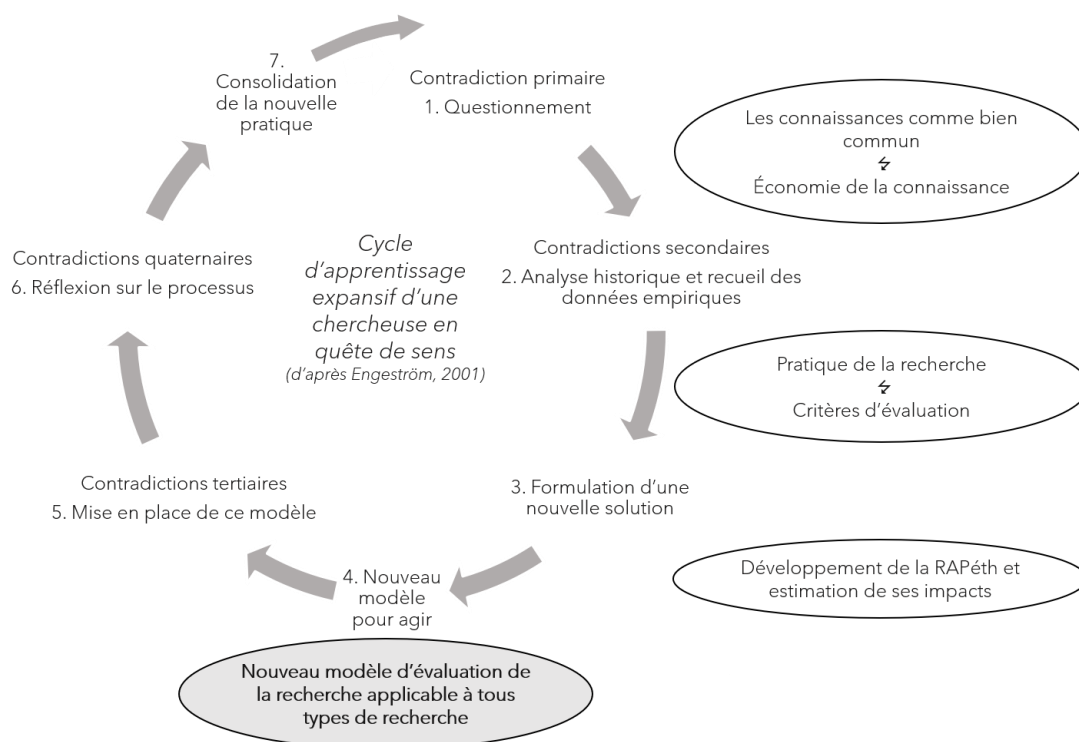 7.
Consolidation
de la nouvelle
pratique
Contradiction primaire
1. Questionnement
Les connaissances comme bien
commun
Économie de la connaissance
Contradictions secondaires
2. Analyse historique et recueil des
données empiriques
Pratique de la recherche
Critères d'évaluation
3. Formulation d'une
nouvelle solution
Développement de la RAPéth et
estimation de ses impacts
4. Nouveau
modèle
pour agir
Nouveau modèle d'évaluation de
la recherche applicable à tous
types de recherche
Contradictions tertiaires
5. Mise en place de ce modèle
Contradictions quaternaires
6. Réflexion sur le processus
Cycle
d'apprentissage
expansif d'une
chercheuse en
quête de sens
(d'après Engeström, 2001)